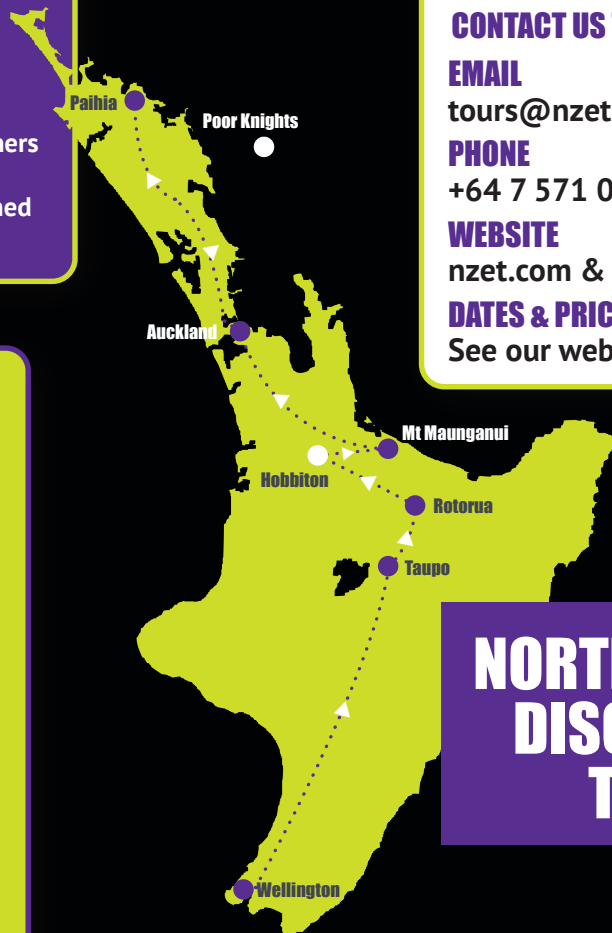 CONTACT US
EMAIL
tours@nzet
PHONE
+64 7 571 0
WEBSITE
nzet.com &
DATES & PRIC
See our web
ners
ned
Paihia
Poor Knights
Auckland
Mt Maunganui
Hobbiton
Rotorua
Taupo
Wellington
NORT
DISC
T